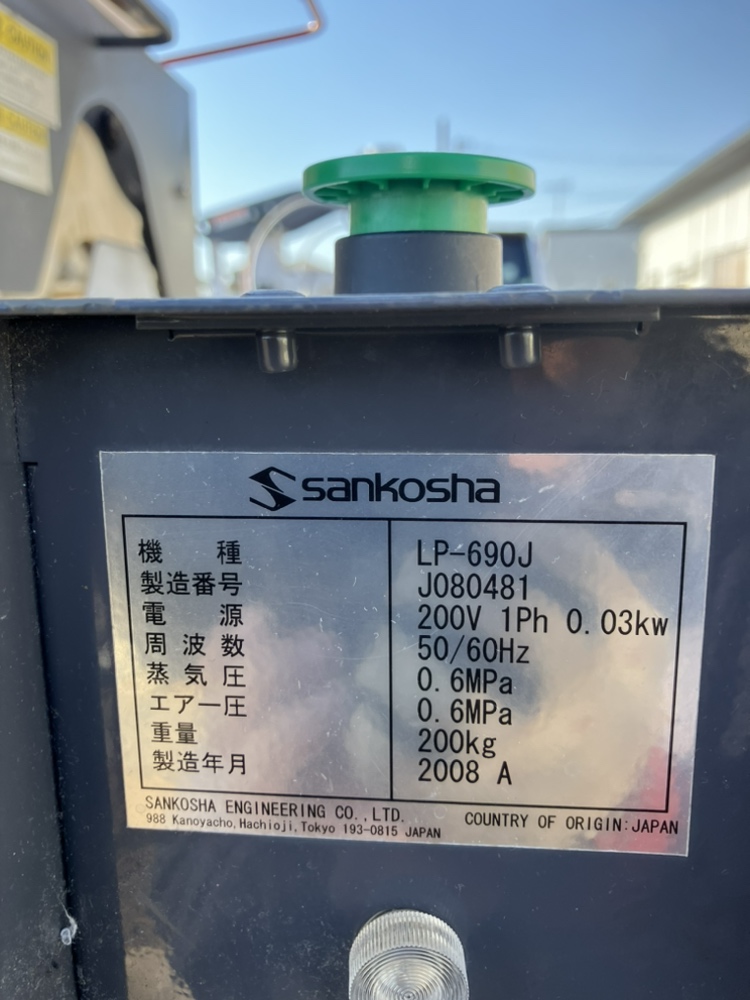 sankosha
機 種 LP-690J
製造番号 J080481
電 源 200V 1Ph 0.03kw
周 波 数 50/60Hz
蒸 気 圧 0.6MPa
エアー圧 0.6MPa
重量 200kg
製造年月 2008 A
SANKOSHA ENGINEERING CO.,LTD.
988 Kanoyacho,Hachioji,Tokyo 193-0815 JAPAN
COUNTRY OF ORIGIN:JAPAN